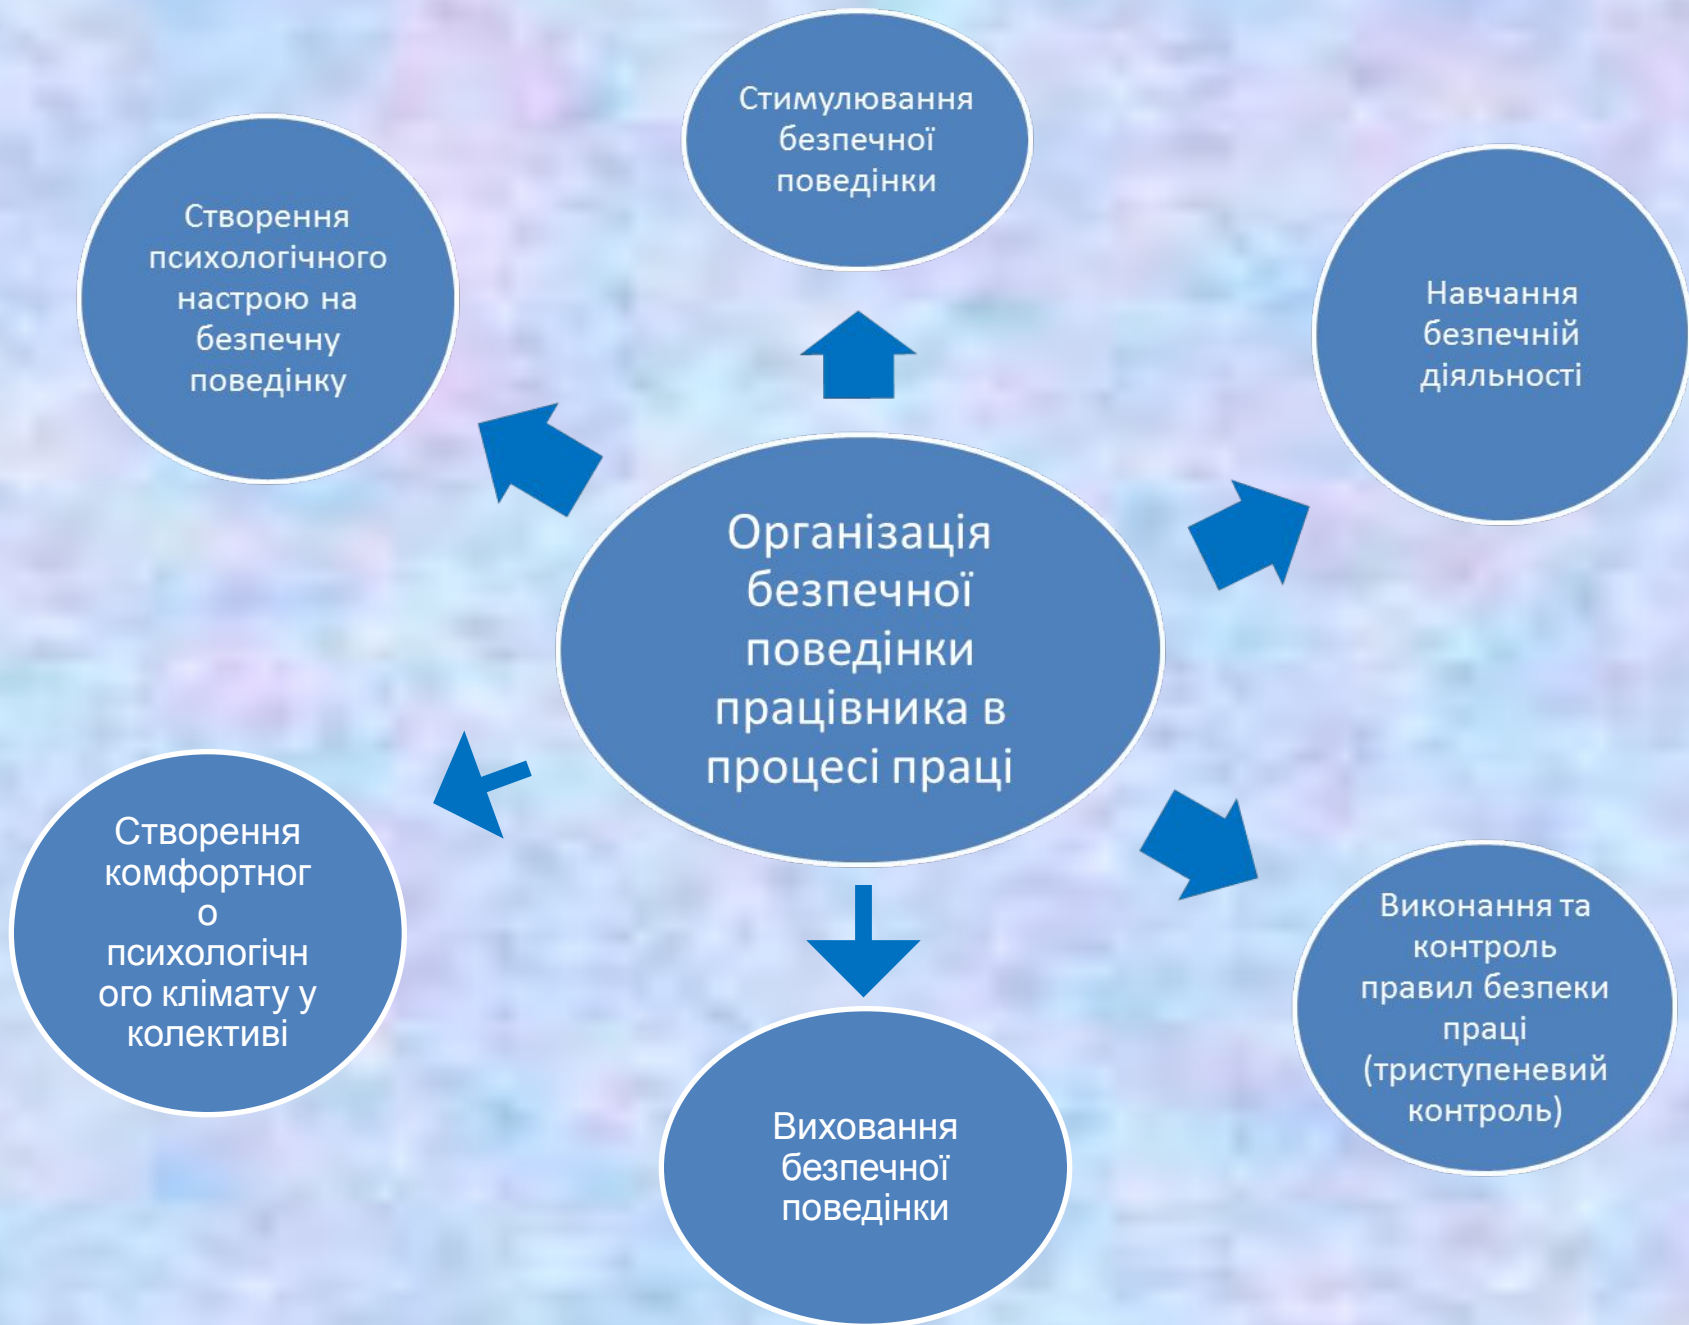 Стимулювання
безпечної
поведінки
Створення
психологічного
настрою на
безпечну
поведінку
Навчання
безпечній
діяльності
Організація
безпечної
поведінки
працівника в
процесі праці
Створення
комфортног
о
психологічн
ого клімату у
колективі
Виконання та
контроль
правил безпеки
праці
(триступеневий
контроль)
Виховання
безпечної
поведінки